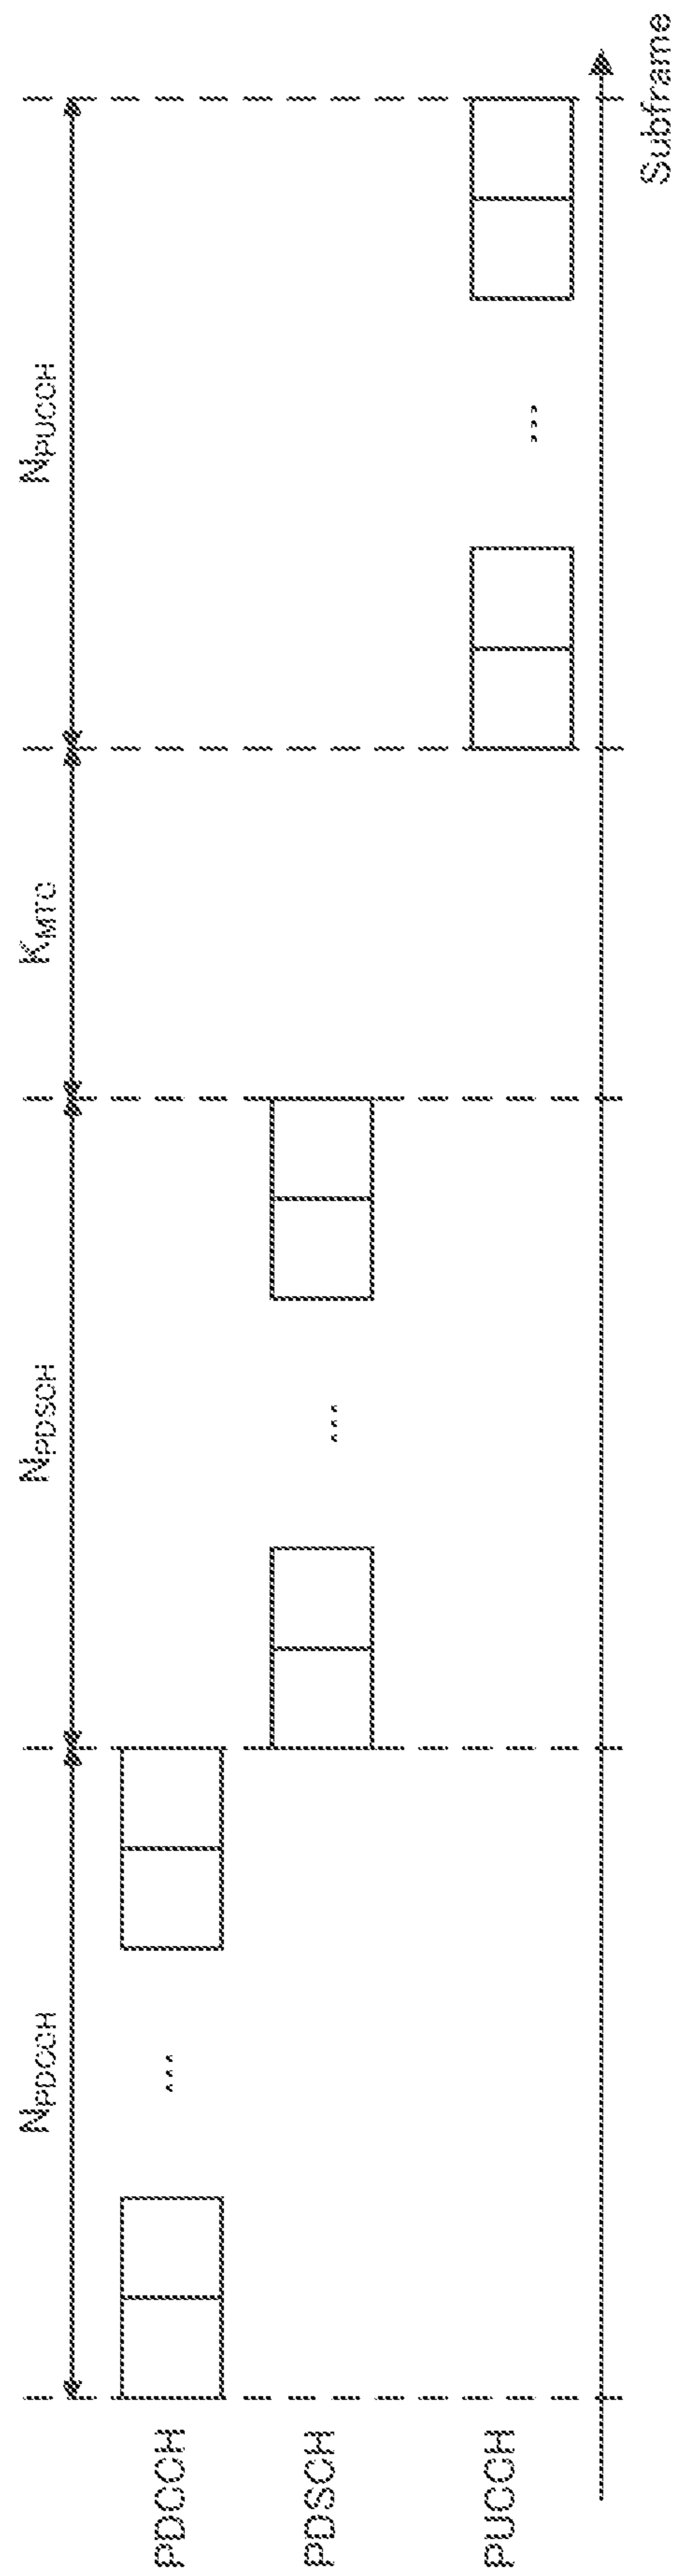 N_PDCCH N_PDSCH K_MTC N_PUCCH
PDCCH
...
PDSCH
...
PUCCH
...
Subframe